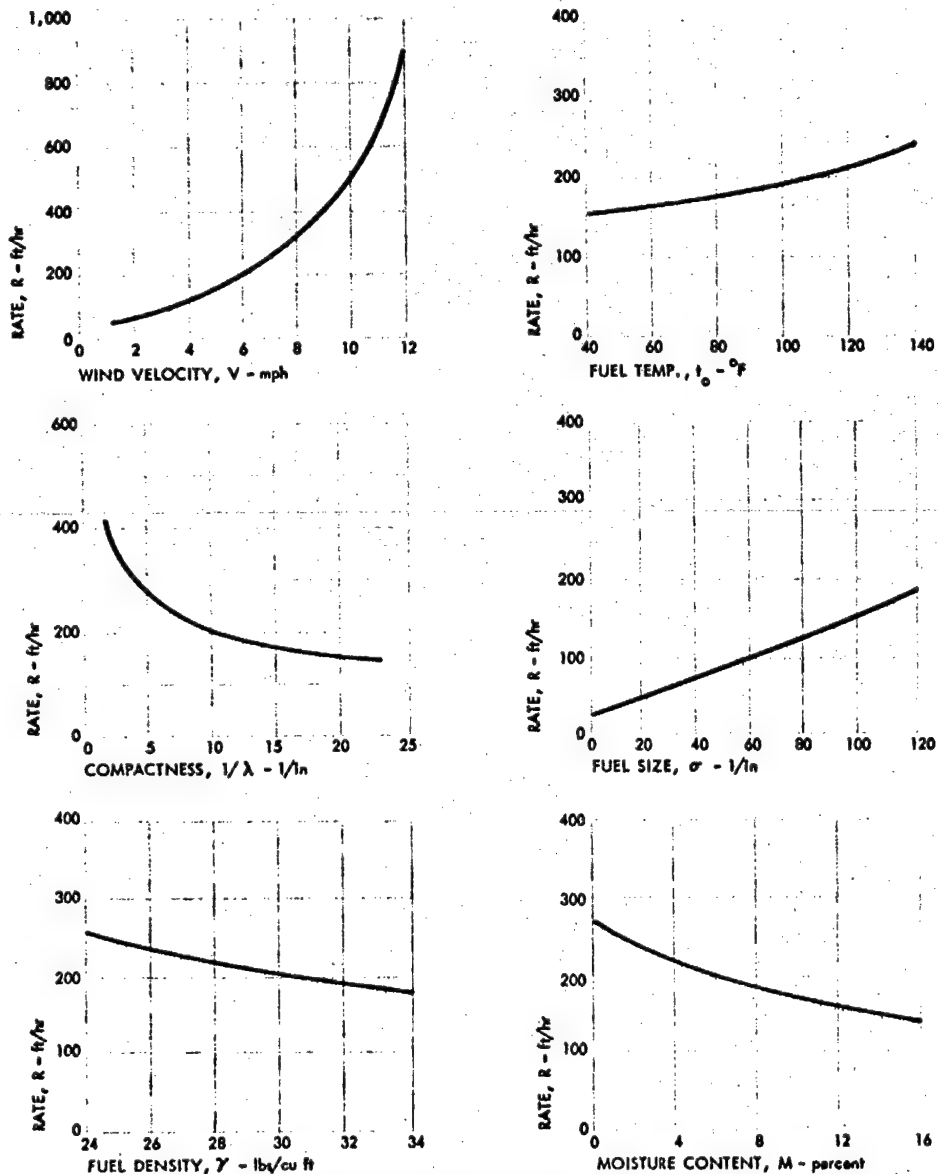 1,000
800
600
400
200
0
RATE, R – ft/hr
0 2 4 6 8 10 12
WIND VELOCITY, V – mph
400
300
200
100
0
RATE, R – ft/hr
40 60 80 100 120 140
FUEL TEMP., t₀ – °F
600
400
200
0
RATE, R – ft/hr
0 5 10 15 20 25
COMPACTNESS, 1/λ – 1/in
400
300
200
100
0
RATE, R – ft/hr
0 20 40 60 80 100 120
FUEL SIZE, σ – 1/in
400
300
200
100
0
RATE, R – ft/hr
24 26 28 30 32 34
FUEL DENSITY, γ – lbs/cu ft
400
300
200
100
0
RATE, R – ft/hr
0 4 8 12 16
MOISTURE CONTENT, M – percent